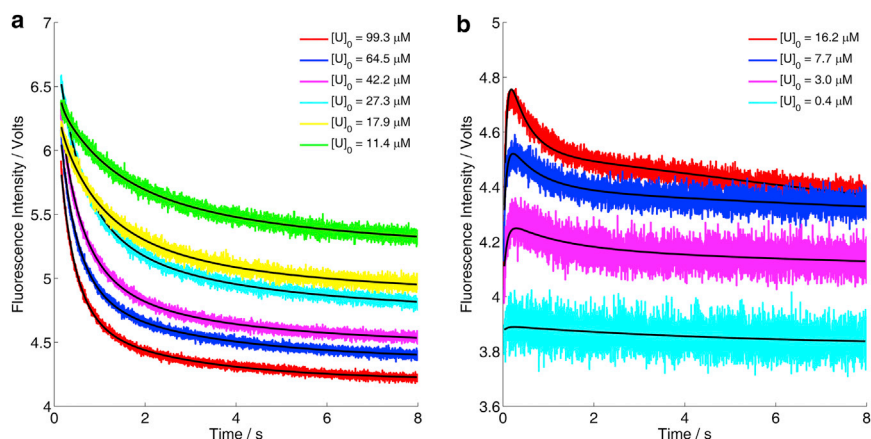 a
7
6.5
6
5.5
5
4.5
4
Fluorescence Intensity / Volts
[U]0 = 99.3 µM
[U]0 = 64.5 µM
[U]0 = 42.2 µM
[U]0 = 27.3 µM
[U]0 = 17.9 µM
[U]0 = 11.4 µM
0 2 4 6 8
Time / s
b
5
4.8
4.6
4.4
4.2
4
3.8
3.6
Fluorescence Intensity / Volts
[U]0 = 16.2 µM
[U]0 = 7.7 µM
[U]0 = 3.0 µM
[U]0 = 0.4 µM
0 2 4 6 8
Time / s